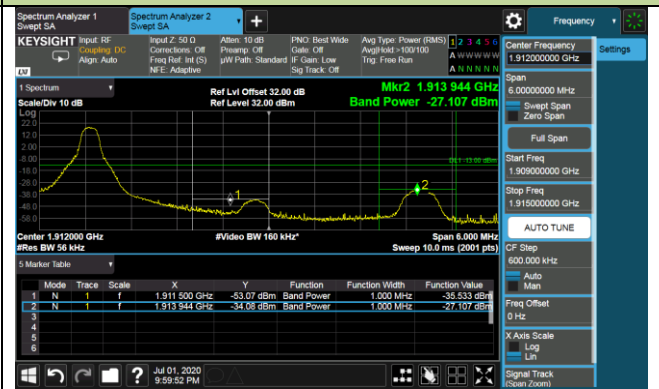 Spectrum Analyzer 1
Swept SA
Spectrum Analyzer 2
Swept SA
Frequency
KEYSIGHT
Input: RF
Coupling: DC
Align: Auto
Input Z: 50 Ω
Corrections: Off
Freq Ref: Int (S)
NFE: Adaptive
Atten: 10 dB
Preamp: Off
µW Path: Standard
PNO: Best Wide
Gate: Off
IF Gain: Low
Sig Track: Off
Avg Type: Power (RMS)
Avg|Hold:>100/100
Trig: Free Run
1 2 3 4 5 6
A W W W W W
A N N N N N
LXI
1 Spectrum
Scale/Div 10 dB
Ref Lvl Offset 32.00 dB
Ref Level 32.00 dBm
Mkr2 1.913 944 GHz
Band Power -27.107 dBm
Log
22.0
12.0
2.00
-8.00
-18.0
-28.0
-38.0
-48.0
-58.0
DL1 -13.00 dBm
1
2
Center 1.912000 GHz
#Res BW 56 kHz
#Video BW 160 kHz*
Span 6.000 MHz
Sweep 10.0 ms (2001 pts)
5 Marker Table
Mode Trace Scale X Y Function Function Width Function Value
1 N 1 f 1.911 500 GHz -53.07 dBm Band Power 1.000 MHz -35.533 dBm
2 N 1 f 1.913 944 GHz -34.08 dBm Band Power 1.000 MHz -27.107 dBm
3
4
5
6
Jul 01, 2020
9:59:52 PM
Center Frequency
1.912000000 GHz
Settings
Span
6.00000000 MHz
Swept Span
Zero Span
Full Span
Start Freq
1.909000000 GHz
Stop Freq
1.915000000 GHz
AUTO TUNE
CF Step
600.000 kHz
Auto
Man
Freq Offset
0 Hz
X Axis Scale
Log
Lin
Signal Track
(Span Zoom)